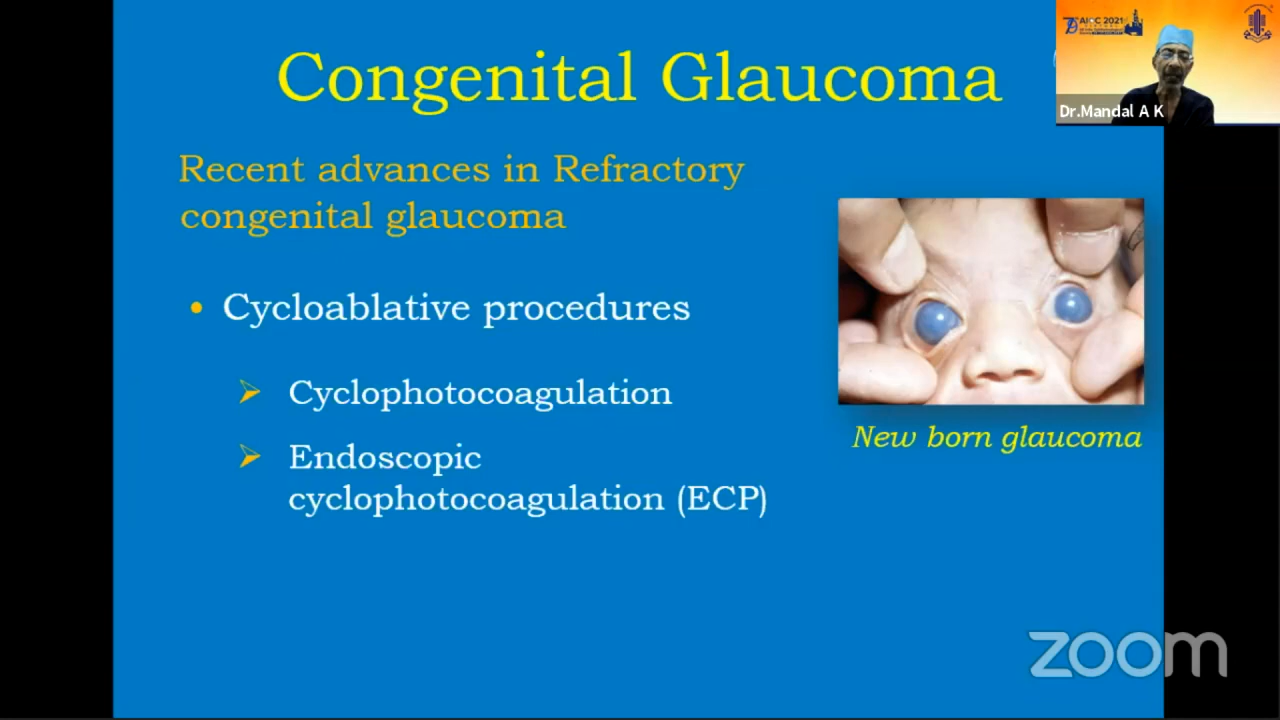 Congenital Glaucoma
Recent advances in Refractory
congenital glaucoma
• Cycloablative procedures
➢ Cyclophotocoagulation
➢ Endoscopic
cyclophotocoagulation (ECP)
New born glaucoma
AIOC 2021
Dr.Mandal A K
zoom